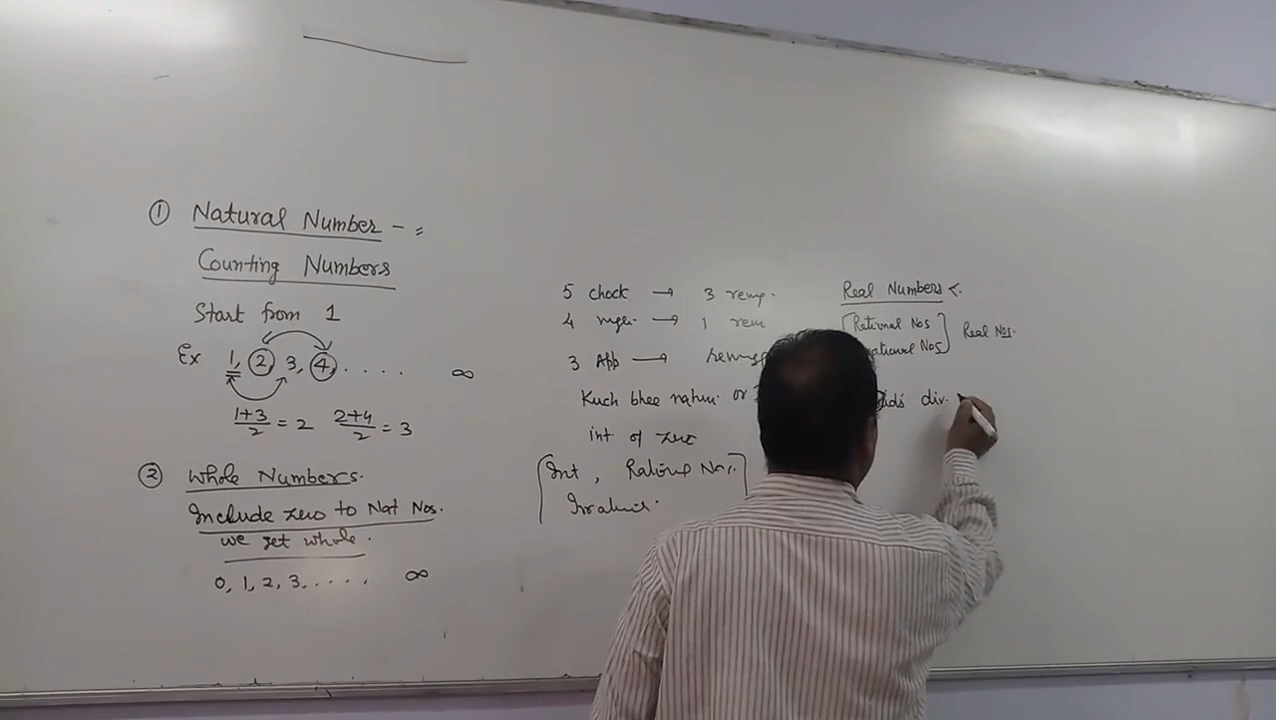 ① Natural Number - =
Counting Numbers
Start from 1
Ex 1, 2, 3, 4, . . . . ∞
1+3/2 = 2 2+4/2 = 3
② Whole Numbers.
Include zero to Nat Nos.
we get whole.
0, 1, 2, 3, . . . . , ∞
5 chock → 3
4 → 1 rem
3 App →
Kuch bhee nahin or
int of zero
Int , Nos.
Real Numbers <
Rational Nos
Nos
Real Nos.
div.